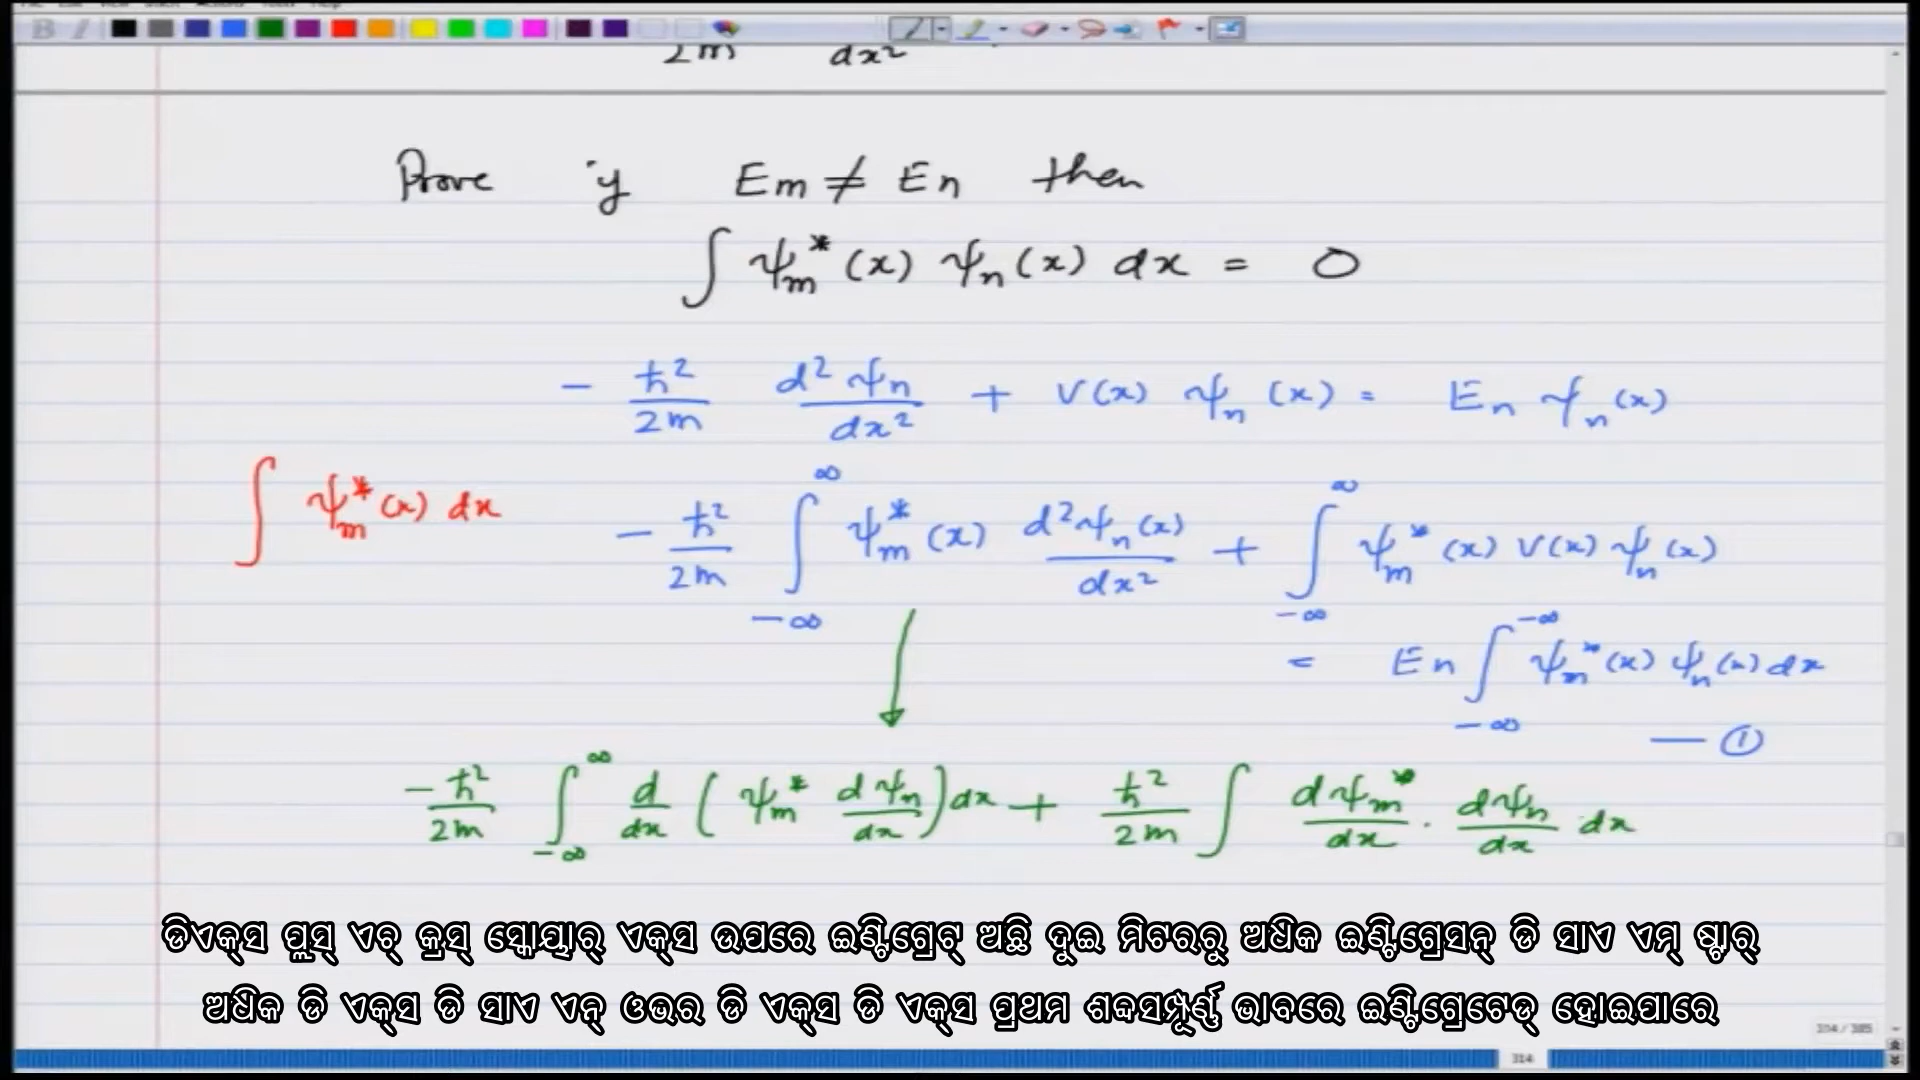 2m dx²
Prove if Em ≠ En then
∫ ψm*(x) ψn(x) dx = 0
- ħ²/2m d²ψn/dx² + V(x) ψn(x) = En ψn(x)
∫ ψm*(x) dx
- ħ²/2m ∫_{-∞}^{∞} ψm*(x) d²ψn(x)/dx² + ∫_{-∞}^{∞} ψm*(x) V(x) ψn(x)
= En ∫_{-∞}^{-∞} ψm*(x) ψn(x) dx
— ①
-ħ²/2m ∫_{-∞}^{∞} d/dx (ψm* dψn/dx) dx + ħ²/2m ∫ dψm*/dx · dψn/dx dx
ଡିଏକ୍ସ ପ୍ଲସ୍ ଏଚ୍ କ୍ରସ୍ ସ୍କୋୟାର୍ ଏକ୍ସ ଉପରେ ଇଣ୍ଟିଗ୍ରେଟ୍ ଅଛି ଦୁଇ ମିଟରରୁ ଅଧିକ ଇଣ୍ଟିଗ୍ରେସନ୍ ଡି ସାଏ ଏମ୍ ଷ୍ଟାର୍
ଅଧିକ ଡି ଏକ୍ସ ଡି ସାଏ ଏନ୍ ଓଭର ଡି ଏକ୍ସ ଡି ଏକ୍ସ ପ୍ରଥମ ଶବ୍ଦସମ୍ପୂର୍ଣ୍ଣ ଭାବରେ ଇଣ୍ଟିଗ୍ରେଟେଡ୍ ହୋଇପାରେ
314 / 385
314